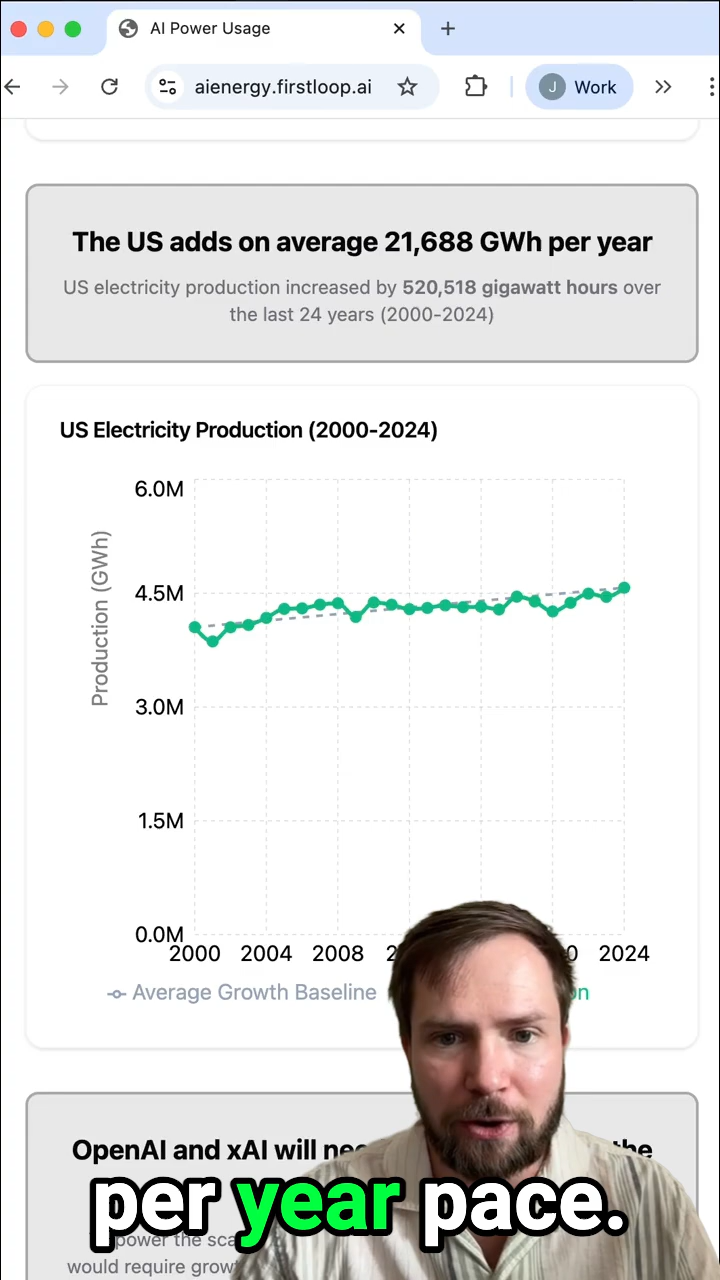 AI Power Usage
aienergy.firstloop.ai
J Work
The US adds on average 21,688 GWh per year
US electricity production increased by 520,518 gigawatt hours over
the last 24 years (2000-2024)
US Electricity Production (2000-2024)
Production (GWh)
6.0M
4.5M
3.0M
1.5M
0.0M
2000 2004 2008 2024
Average Growth Baseline
OpenAI and xAI will
per year pace.
power the
would require